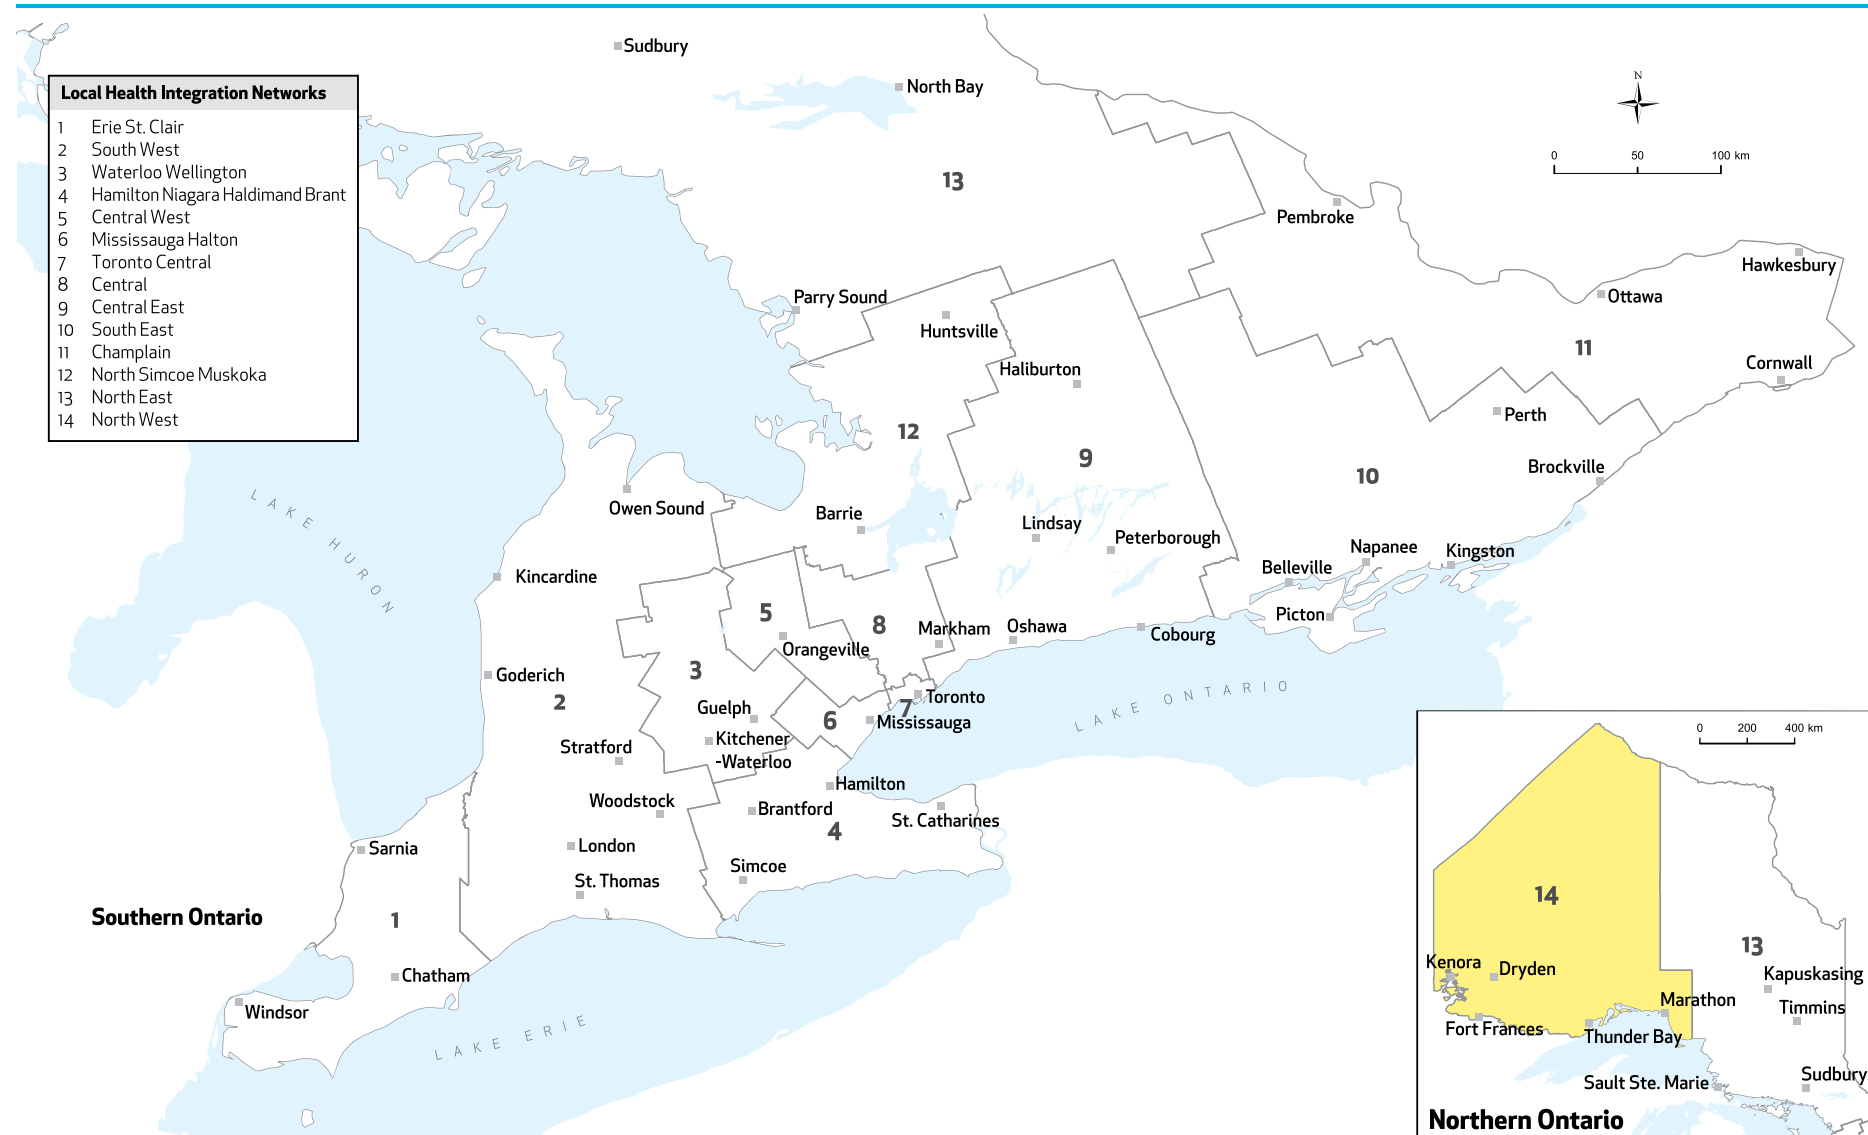 Sudbury
North Bay
Local Health Integration Networks
1 Erie St. Clair
2 South West
3 Waterloo Wellington
4 Hamilton Niagara Haldimand Brant
5 Central West
6 Mississauga Halton
7 Toronto Central
8 Central
9 Central East
10 South East
11 Champlain
12 North Simcoe Muskoka
13 North East
14 North West
N
0 50 100 km
13
Pembroke
Hawkesbury
Parry Sound
Ottawa
Huntsville
11
Haliburton
Cornwall
Perth
12
9
Brockville
10
LAKE HURON
Owen Sound
Barrie
Lindsay
Peterborough
Napanee
Kingston
Belleville
Kincardine
5
Picton
8
Markham
Oshawa
Cobourg
Orangeville
3
Goderich
2
Toronto
LAKE ONTARIO
Guelph
7
6
Mississauga
Kitchener
-Waterloo
Stratford
Hamilton
Woodstock
Brantford
St. Catharines
4
London
Sarnia
Simcoe
St. Thomas
Southern Ontario
1
Chatham
Windsor
LAKE ERIE
0 200 400 km
14
13
Kenora
Dryden
Kapuskasing
Marathon
Timmins
Fort Frances
Thunder Bay
Sault Ste. Marie
Sudbury
Northern Ontario